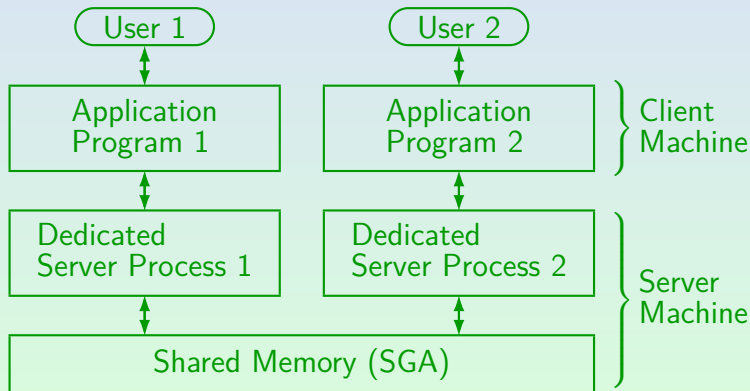 User 1
User 2
Application
Program 1
Application
Program 2
Client
Machine
Dedicated
Server Process 1
Dedicated
Server Process 2
Server
Machine
Shared Memory (SGA)